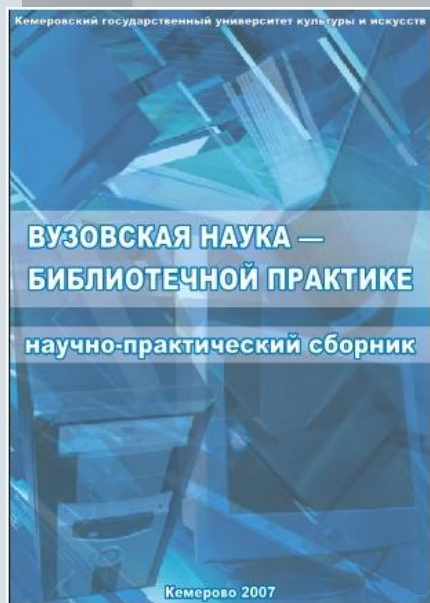 Кемеровский государственный университет культуры и искусств
ВУЗОВСКАЯ НАУКА —
БИБЛИОТЕЧНОЙ ПРАКТИКЕ
научно-практический сборник
Кемерово 2007